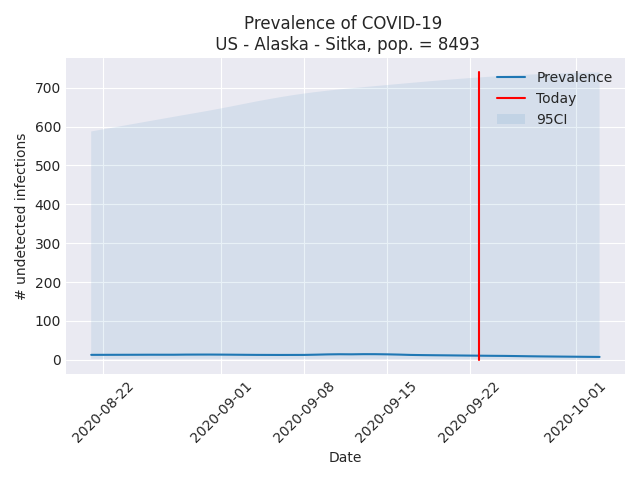 Prevalence of COVID-19
US - Alaska - Sitka, pop. = 8493
Prevalence
Today
95CI
700
600
500
400
300
200
100
0
# undetected infections
2020-08-22
2020-09-01
2020-09-08
2020-09-15
2020-09-22
2020-10-01
Date